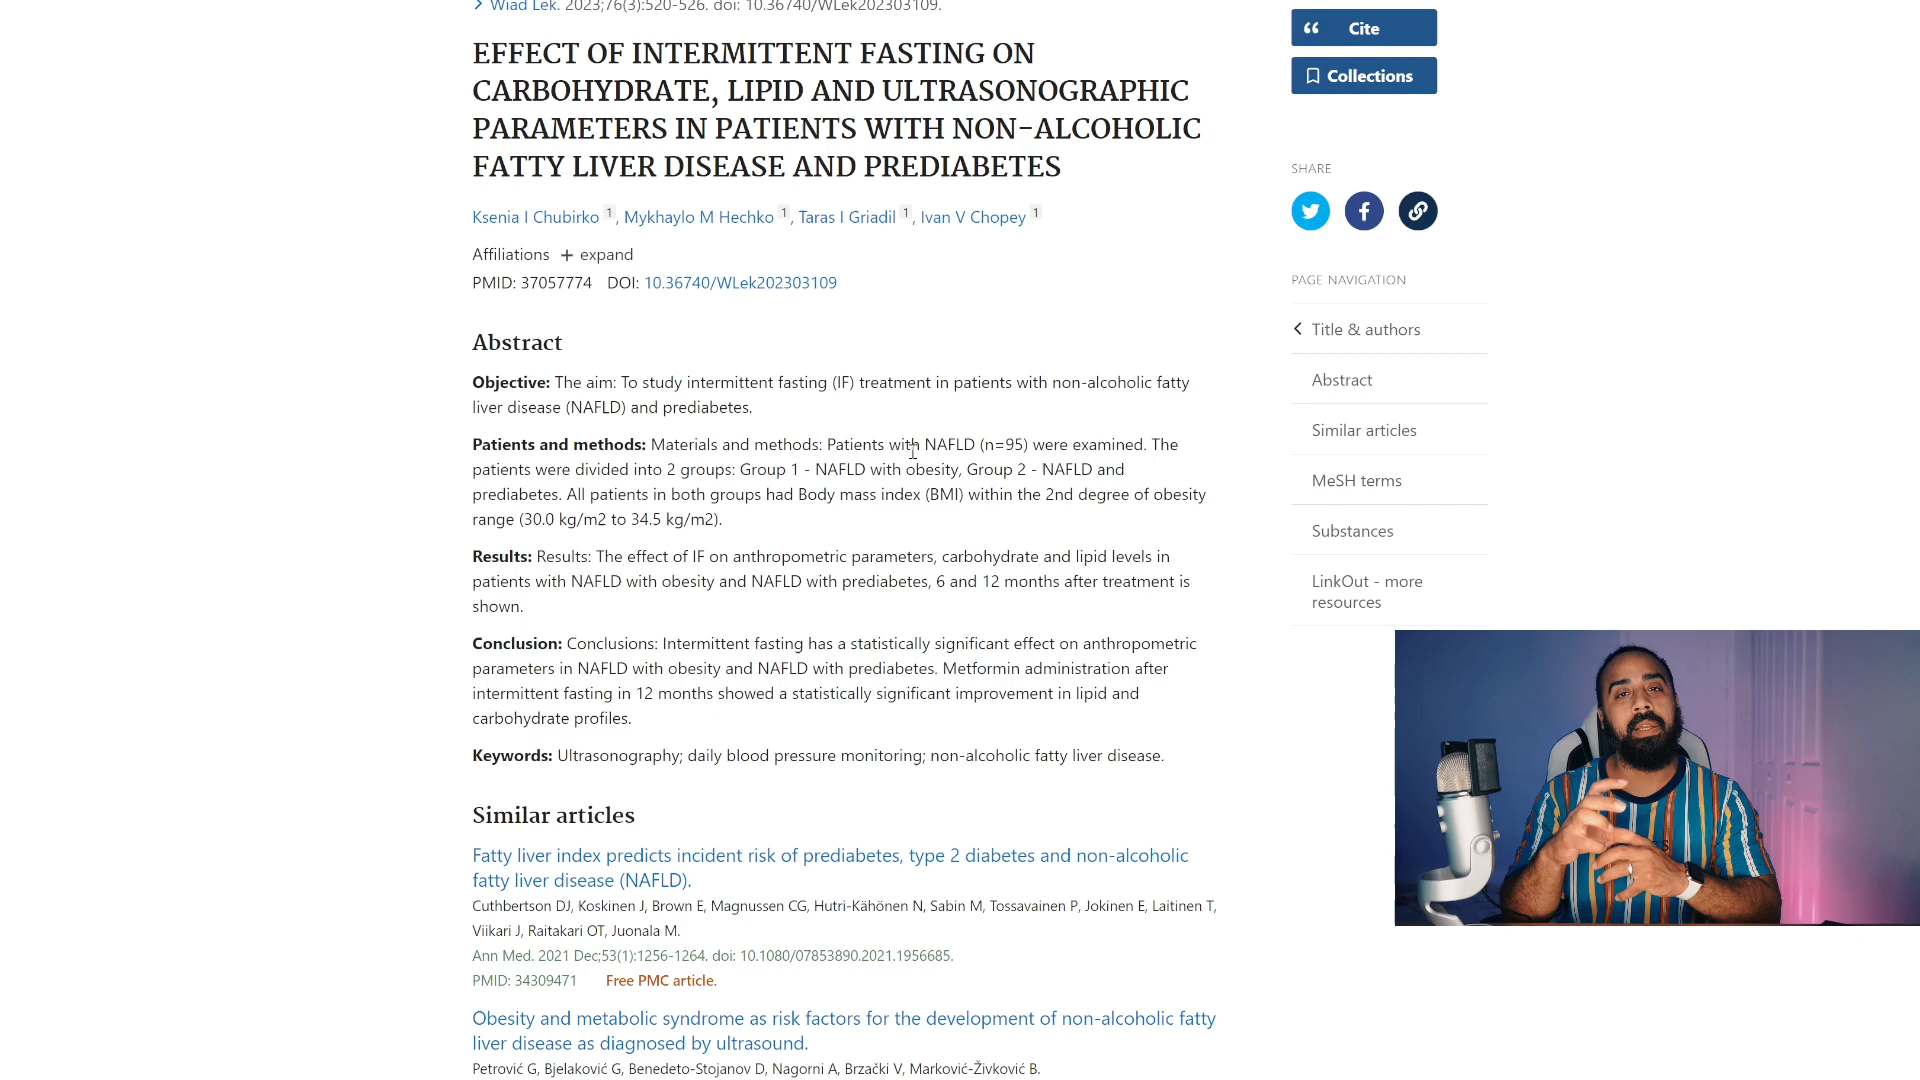 Wiad Lek. 2023;76(3):520-526. doi: 10.36740/WLek202303109.
EFFECT OF INTERMITTENT FASTING ON
CARBOHYDRATE, LIPID AND ULTRASONOGRAPHIC
PARAMETERS IN PATIENTS WITH NON-ALCOHOLIC
FATTY LIVER DISEASE AND PREDIABETES
Ksenia I Chubirko 1, Mykhaylo M Hechko 1, Taras I Griadil 1, Ivan V Chopey 1
Affiliations + expand
PMID: 37057774 DOI: 10.36740/WLek202303109
Abstract
Objective: The aim: To study intermittent fasting (IF) treatment in patients with non-alcoholic fatty
liver disease (NAFLD) and prediabetes.
Patients and methods: Materials and methods: Patients with NAFLD (n=95) were examined. The
patients were divided into 2 groups: Group 1 - NAFLD with obesity, Group 2 - NAFLD and
prediabetes. All patients in both groups had Body mass index (BMI) within the 2nd degree of obesity
range (30.0 kg/m2 to 34.5 kg/m2).
Results: Results: The effect of IF on anthropometric parameters, carbohydrate and lipid levels in
patients with NAFLD with obesity and NAFLD with prediabetes, 6 and 12 months after treatment is
shown.
Conclusion: Conclusions: Intermittent fasting has a statistically significant effect on anthropometric
parameters in NAFLD with obesity and NAFLD with prediabetes. Metformin administration after
intermittent fasting in 12 months showed a statistically significant improvement in lipid and
carbohydrate profiles.
Keywords: Ultrasonography; daily blood pressure monitoring; non-alcoholic fatty liver disease.
Similar articles
Fatty liver index predicts incident risk of prediabetes, type 2 diabetes and non-alcoholic
fatty liver disease (NAFLD).
Cuthbertson DJ, Koskinen J, Brown E, Magnussen CG, Hutri-Kähönen N, Sabin M, Tossavainen P, Jokinen E, Laitinen T,
Viikari J, Raitakari OT, Juonala M.
Ann Med. 2021 Dec;53(1):1256-1264. doi: 10.1080/07853890.2021.1956685.
PMID: 34309471 Free PMC article.
Obesity and metabolic syndrome as risk factors for the development of non-alcoholic fatty
liver disease as diagnosed by ultrasound.
Petrović G, Bjelaković G, Benedeto-Stojanov D, Nagorni A, Brzački V, Marković-Živković B.
Cite
Collections
SHARE
PAGE NAVIGATION
Title & authors
Abstract
Similar articles
MeSH terms
Substances
LinkOut - more
resources